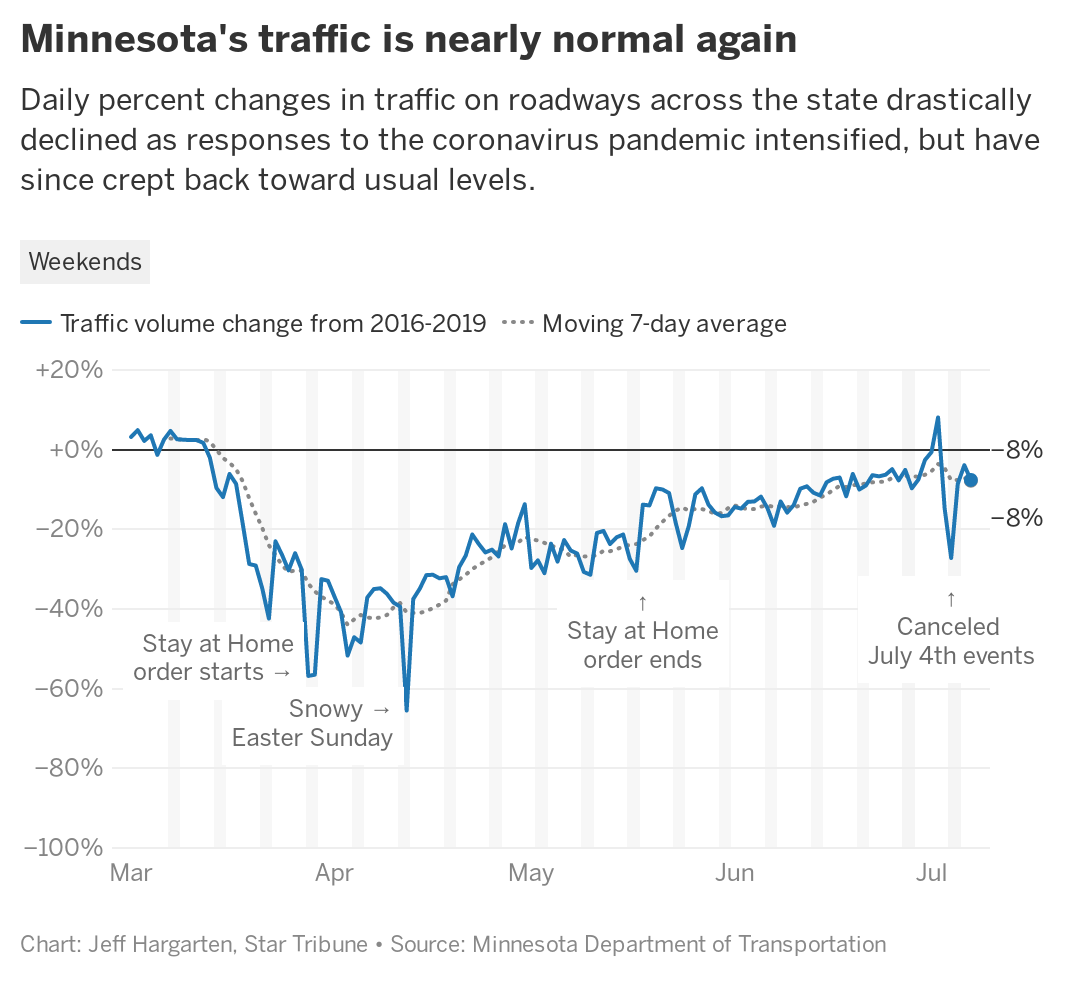 Minnesota's traffic is nearly normal again
Daily percent changes in traffic on roadways across the state drastically
declined as responses to the coronavirus pandemic intensified, but have
since crept back toward usual levels.
Weekends
Traffic volume change from 2016-2019
Moving 7-day average
+20%
+0%
−20%
−40%
−60%
−80%
−100%
−8%
−8%
Stay at Home
order starts →
Snowy →
Easter Sunday
↑
Stay at Home
order ends
↑
Canceled
July 4th events
Mar
Apr
May
Jun
Jul
Chart: Jeff Hargarten, Star Tribune • Source: Minnesota Department of Transportation